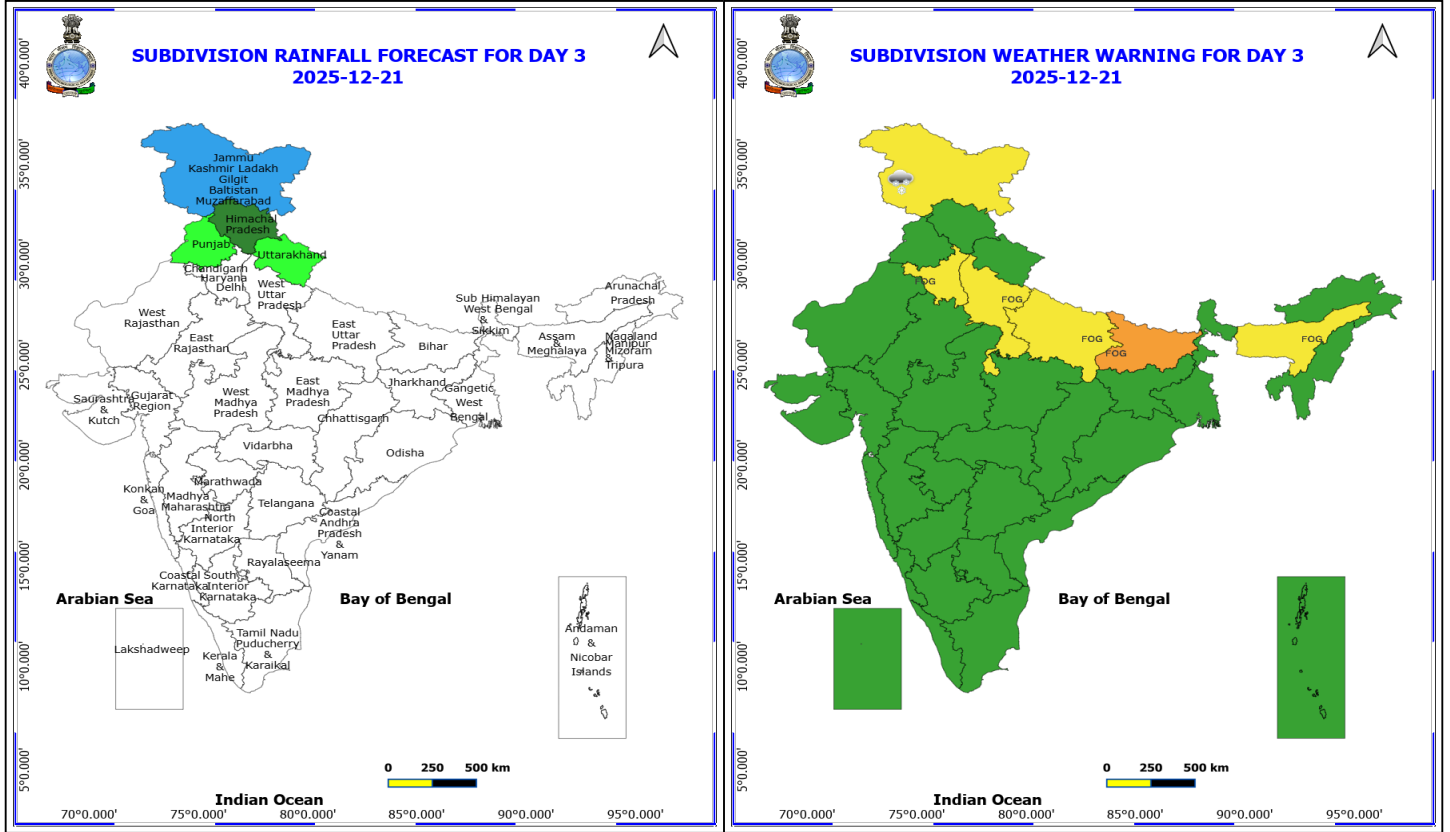 SUBDIVISION RAINFALL FORECAST FOR DAY 3
2025-12-21
40°0.000'
35°0.000'
30°0.000'
25°0.000'
20°0.000'
15°0.000'
10°0.000'
5°0.000'
Jammu
Kashmir Ladakh
Gilgit
Baltistan
Muzaffarabad
Himachal
Pradesh
Punjab
Uttarakhand
Chandigarh
Haryana
Delhi
West
Uttar
Pradesh
Arunachal
Pradesh
Sub Himalayan
West Bengal
&
Sikkim
West
Rajasthan
East
Rajasthan
East
Uttar
Pradesh
Bihar
Assam
&
Meghalaya
Nagaland
Manipur
Mizoram
&
Tripura
Saurashtra
&
Kutch
Gujarat
Region
West
Madhya
Pradesh
East
Madhya
Pradesh
Jharkhand
Gangetic
West
Bengal
Chhattisgarh
Vidarbha
Odisha
Konkan
&
Goa
Madhya
Maharashtra
Marathwada
Telangana
North
Interior
Karnataka
Coastal
Andhra
Pradesh
&
Yanam
Rayalaseema
Coastal
Karnataka
South
Interior
Karnataka
Arabian Sea
Bay of Bengal
Lakshadweep
Kerala
&
Mahe
Tamil Nadu
Puducherry
&
Karaikal
Andaman
&
Nicobar
Islands
0 250 500 km
Indian Ocean
70°0.000' 75°0.000' 80°0.000' 85°0.000' 90°0.000' 95°0.000'
SUBDIVISION WEATHER WARNING FOR DAY 3
2025-12-21
40°0.000'
35°0.000'
30°0.000'
25°0.000'
20°0.000'
15°0.000'
10°0.000'
5°0.000'
FOG
FOG
FOG
FOG
FOG
Arabian Sea
Bay of Bengal
0 250 500 km
Indian Ocean
70°0.000' 75°0.000' 80°0.000' 85°0.000' 90°0.000' 95°0.000'